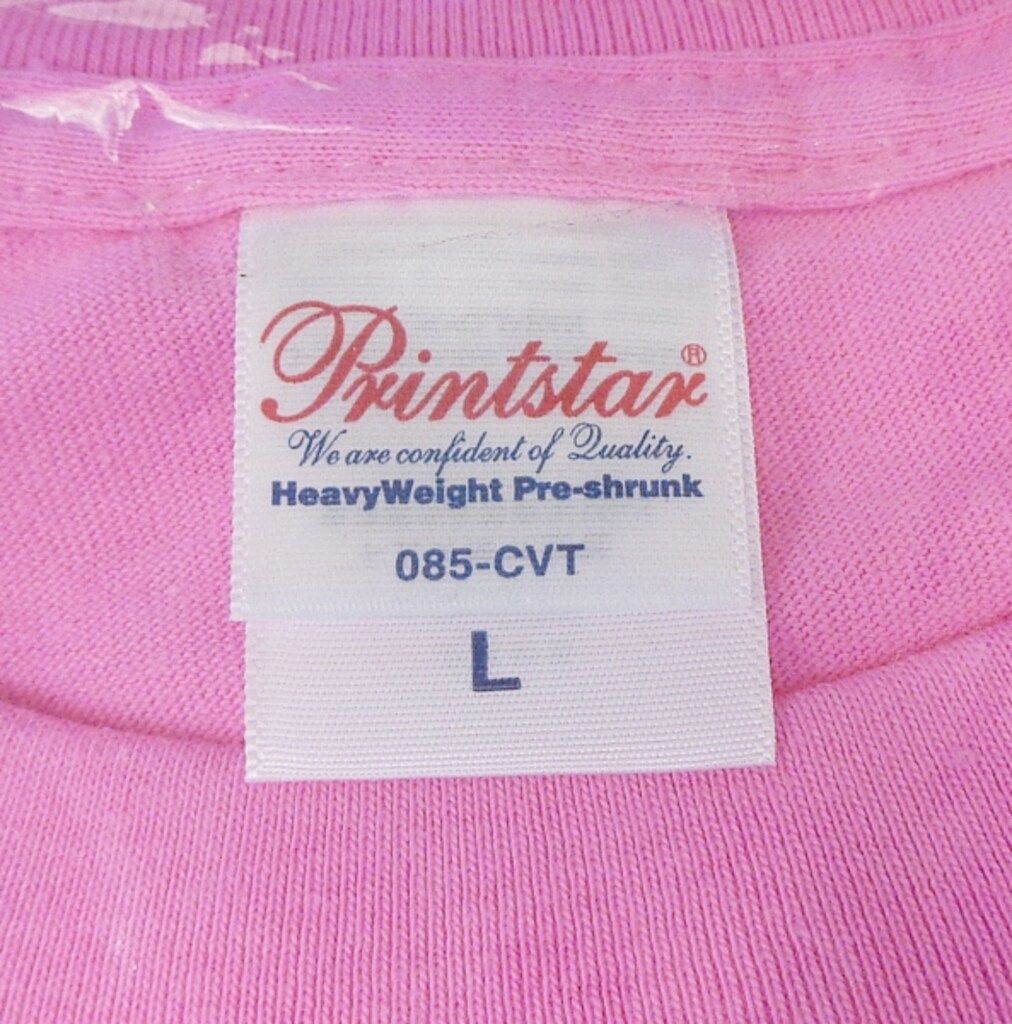 Printstar®
We are confident of Quality.
HeavyWeight Pre-shrunk
085-CVT
L